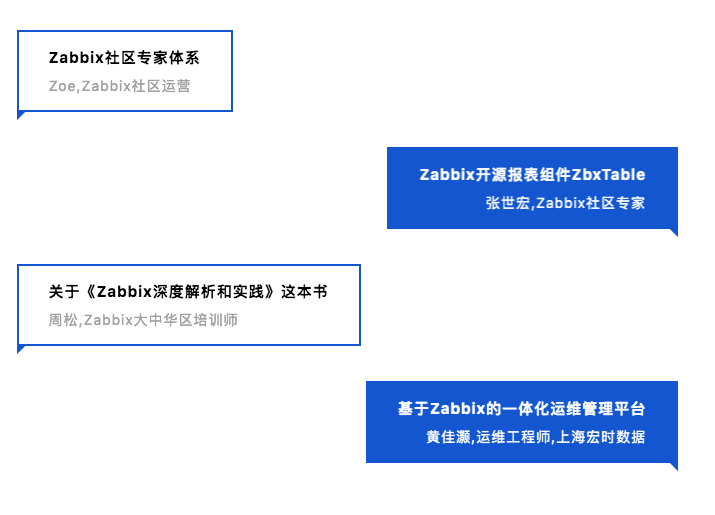 Zabbix社区专家体系
Zoe,Zabbix社区运营
Zabbix开源报表组件ZbxTable
张世宏,Zabbix社区专家
关于《Zabbix深度解析和实践》这本书
周松,Zabbix大中华区培训师
基于Zabbix的一体化运维管理平台
黄佳灏,运维工程师,上海宏时数据